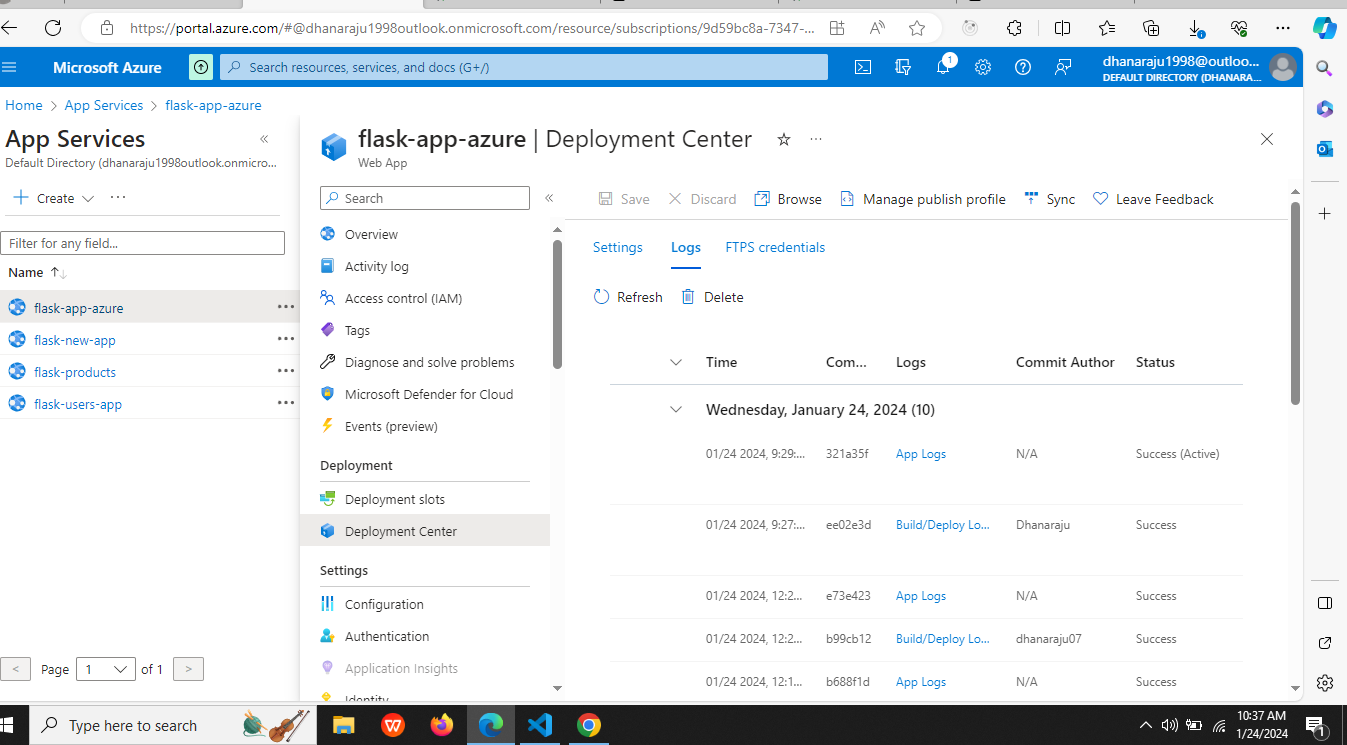 https://portal.azure.com/#@dhanaraju1998outlook.onmicrosoft.com/resource/subscriptions/9d59bc8a-7347-...
Microsoft Azure
Search resources, services, and docs (G+/)
1
dhanaraju1998@outloo...
DEFAULT DIRECTORY (DHANARA...
Home > App Services > flask-app-azure
App Services
Default Directory (dhanaraju1998outlook.onmicro...
Create
Filter for any field...
Name
flask-app-azure
flask-new-app
flask-products
flask-users-app
< Page 1 of 1 >
flask-app-azure | Deployment Center
Web App
Search
Overview
Activity log
Access control (IAM)
Tags
Diagnose and solve problems
Microsoft Defender for Cloud
Events (preview)
Deployment
Deployment slots
Deployment Center
Settings
Configuration
Authentication
Application Insights
Identity
Save Discard Browse Manage publish profile Sync Leave Feedback
Settings Logs FTPS credentials
Refresh Delete
Time Com... Logs Commit Author Status
Wednesday, January 24, 2024 (10)
01/24 2024, 9:29:... 321a35f App Logs N/A Success (Active)
01/24 2024, 9:27:... ee02e3d Build/Deploy Lo... Dhanaraju Success
01/24 2024, 12:2... e73e423 App Logs N/A Success
01/24 2024, 12:2... b99cb12 Build/Deploy Lo... dhanaraju07 Success
01/24 2024, 12:1... b688f1d App Logs N/A Success
Type here to search
10:37 AM
1/24/2024
1